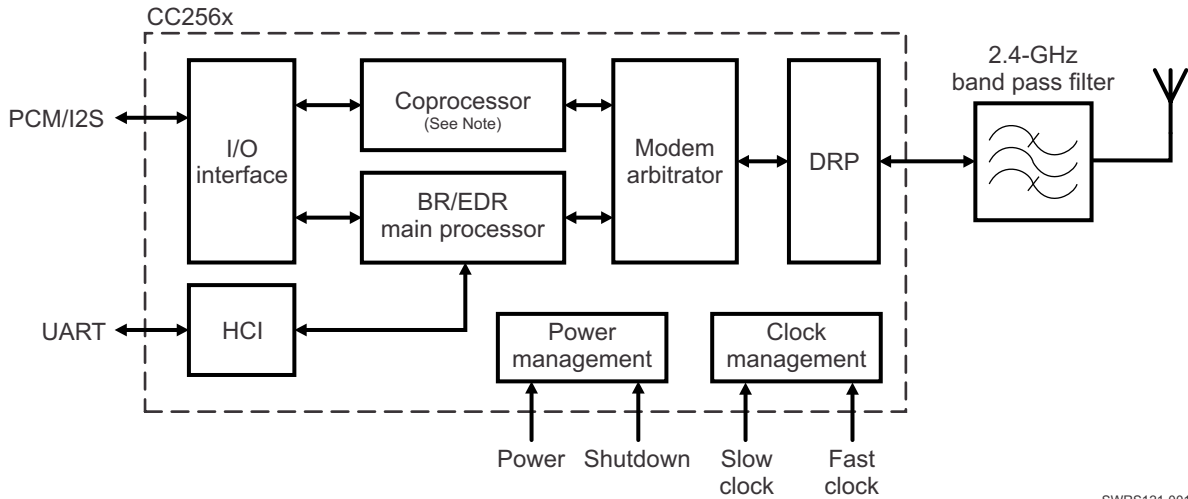 CC256x
2.4-GHz
band pass filter
PCM/I2S
I/O
interface
Coprocessor
(See Note)
Modem
arbitrator
DRP
BR/EDR
main processor
UART
HCI
Power
management
Clock
management
Power
Shutdown
Slow
clock
Fast
clock